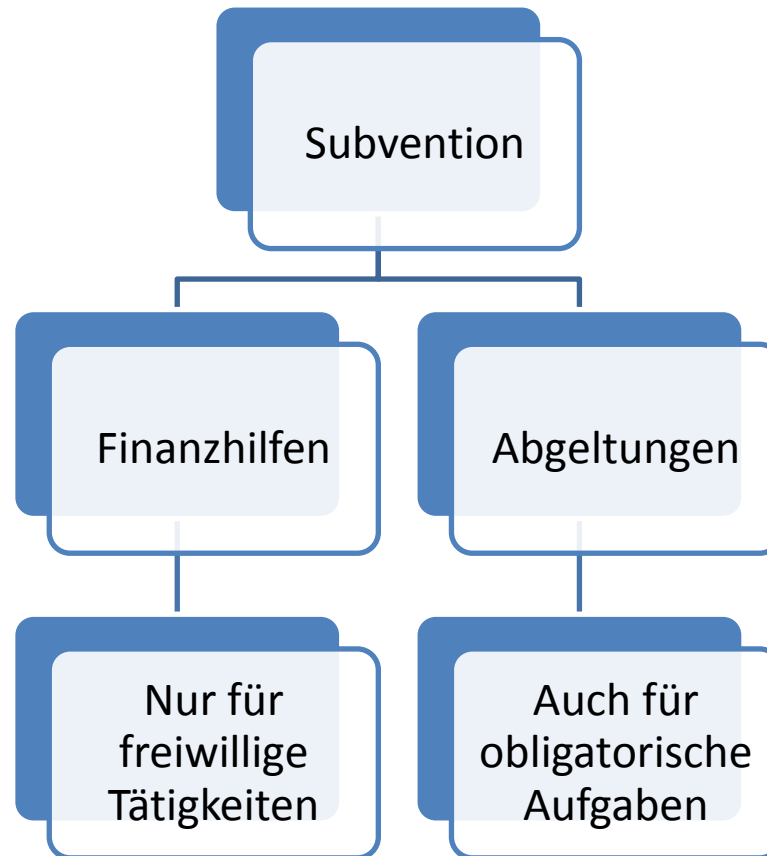 Subvention
Finanzhilfen
Abgeltungen
Nur für
freiwillige
Tätigkeiten
Auch für
obligatorische
Aufgaben